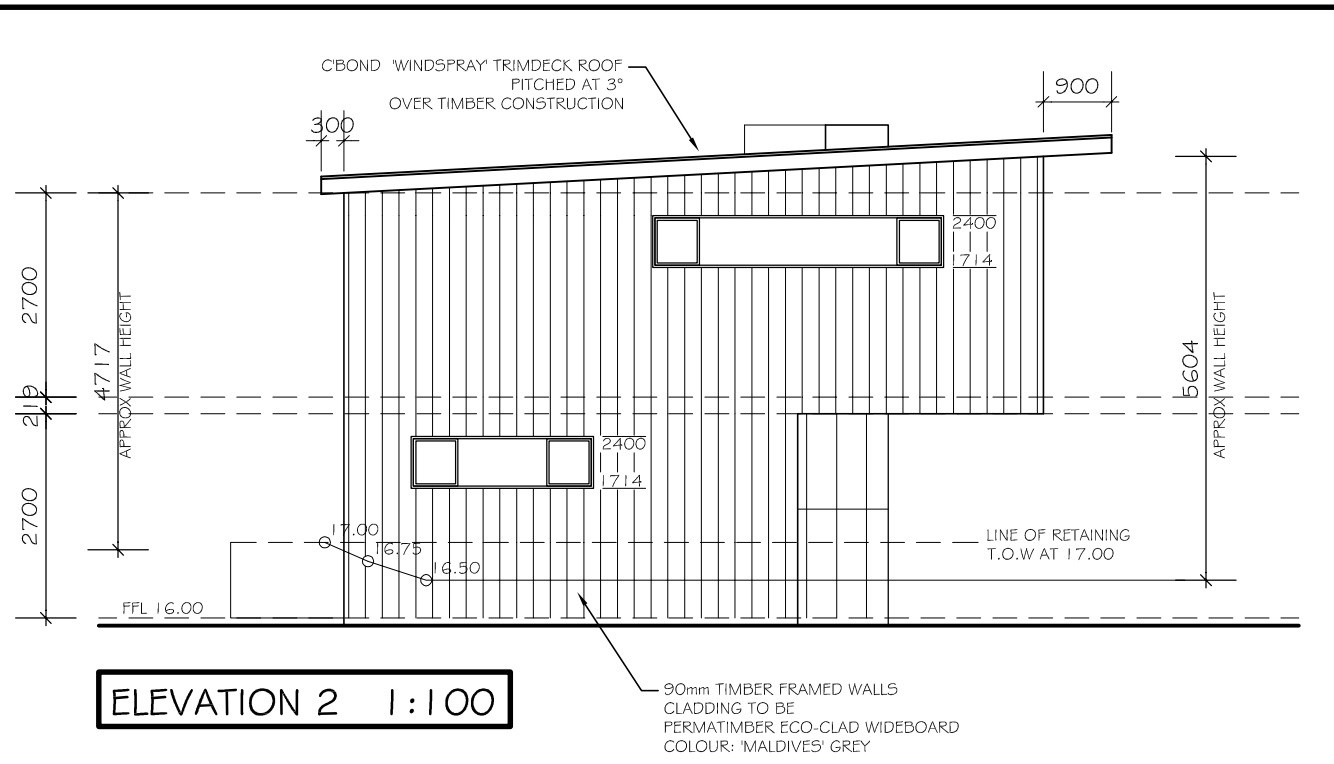 C'BOND 'WINDSPRAY' TRIMDECK ROOF
PITCHED AT 3°
OVER TIMBER CONSTRUCTION
900
300
2400
1714
2700
4717
APPROX WALL HEIGHT
5604
APPROX WALL HEIGHT
219
2400
1714
2700
17.00
16.75
16.50
LINE OF RETAINING
T.O.W AT 17.00
FFL 16.00
ELEVATION 2 1:100
90mm TIMBER FRAMED WALLS
CLADDING TO BE
PERMATIMBER ECO-CLAD WIDEBOARD
COLOUR: 'MALDIVES' GREY